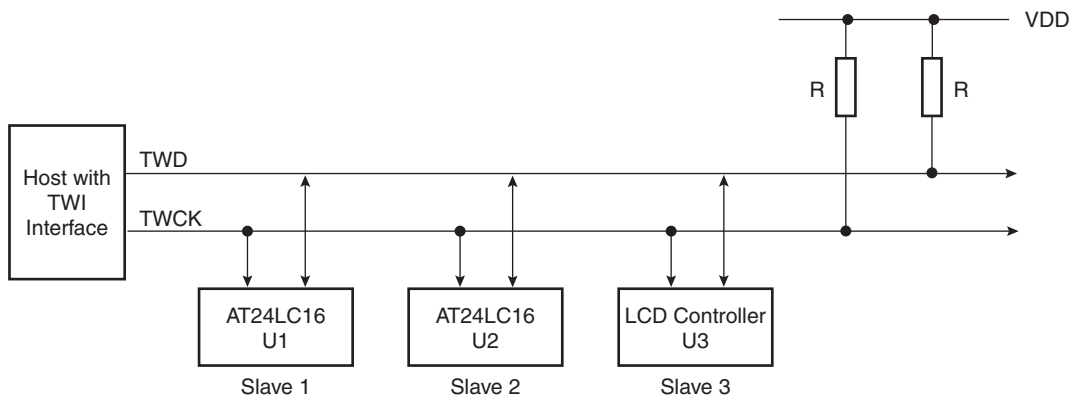 VDD
R
R
Host with
TWI
Interface
TWD
TWCK
AT24LC16
U1
AT24LC16
U2
LCD Controller
U3
Slave 1
Slave 2
Slave 3